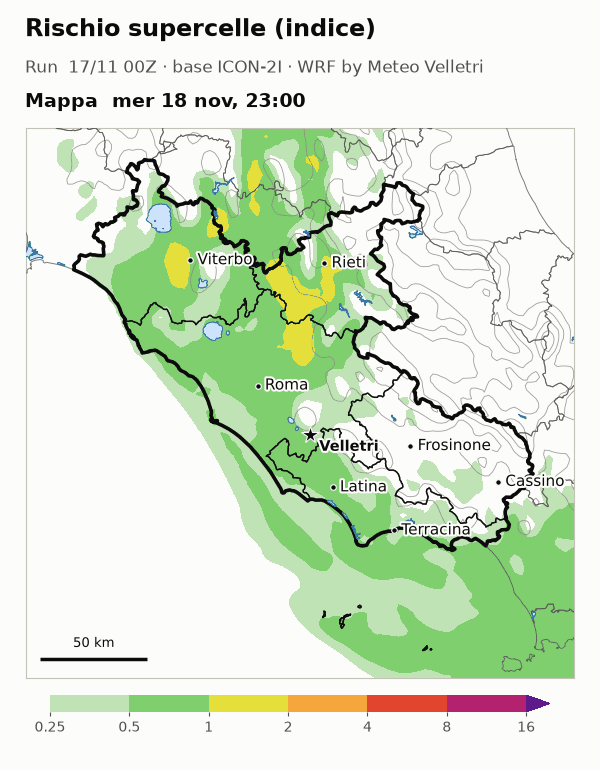 Rischio supercelle (indice)
Run  17/11 00Z · base ICON-2I · WRF by Meteo Velletri
Mappa  mer 18 nov, 23:00
Viterbo
Rieti
Roma
Velletri
Frosinone
Cassino
Latina
Terracina
50 km
0.25 0.5 1 2 4 8 16